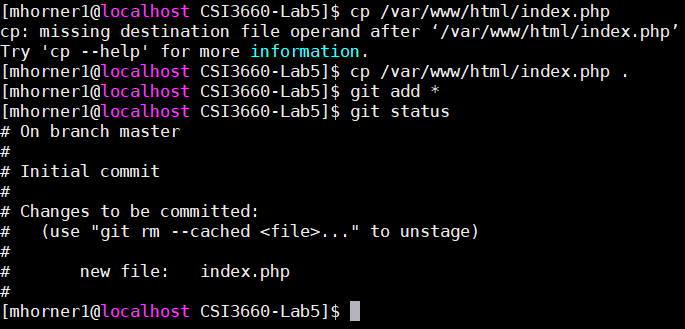 [mhorner1@localhost CSI3660-Lab5]$ cp /var/www/html/index.php
cp: missing destination file operand after ‘/var/www/html/index.php’
Try 'cp --help' for more information.
[mhorner1@localhost CSI3660-Lab5]$ cp /var/www/html/index.php .
[mhorner1@localhost CSI3660-Lab5]$ git add *
[mhorner1@localhost CSI3660-Lab5]$ git status
# On branch master
#
# Initial commit
#
# Changes to be committed:
#   (use "git rm --cached <file>..." to unstage)
#
#       new file:   index.php
#
[mhorner1@localhost CSI3660-Lab5]$